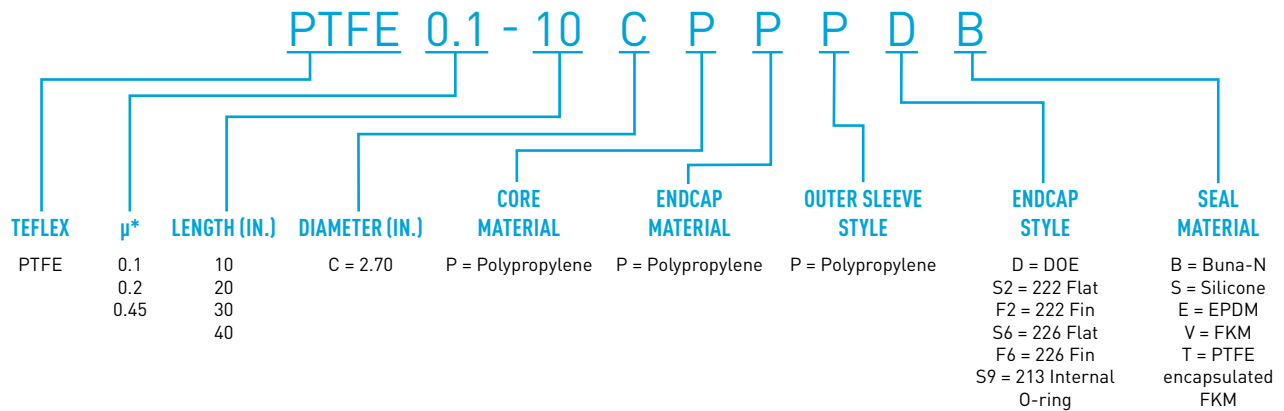 PTFE 0.1 - 10 C P P P D B
TEFLEX
PTFE
µ*
0.1
0.2
0.45
LENGTH (IN.)
10
20
30
40
DIAMETER (IN.)
C = 2.70
CORE
MATERIAL
P = Polypropylene
ENDCAP
MATERIAL
P = Polypropylene
OUTER SLEEVE
STYLE
P = Polypropylene
ENDCAP
STYLE
D = DOE
S2 = 222 Flat
F2 = 222 Fin
S6 = 226 Flat
F6 = 226 Fin
S9 = 213 Internal
O-ring
SEAL
MATERIAL
B = Buna-N
S = Silicone
E = EPDM
V = FKM
T = PTFE
encapsulated
FKM